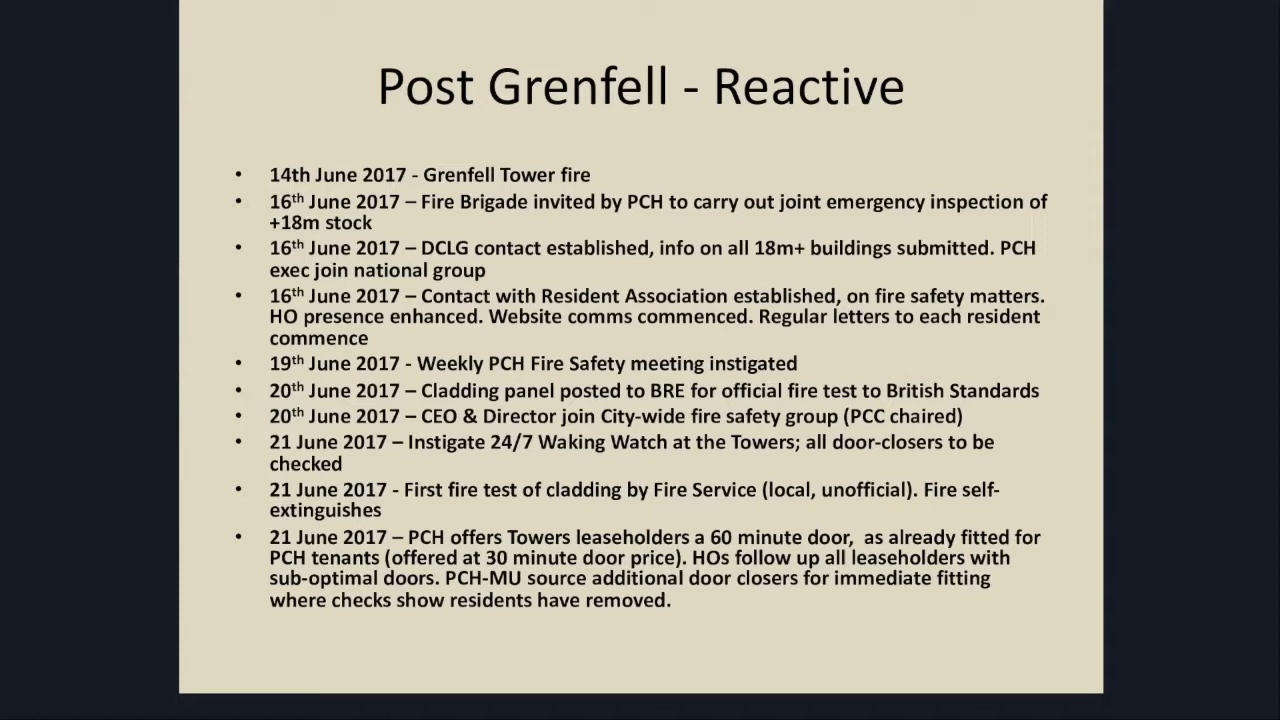 Post Grenfell - Reactive
• 14th June 2017 - Grenfell Tower fire
• 16th June 2017 – Fire Brigade invited by PCH to carry out joint emergency inspection of
+18m stock
• 16th June 2017 – DCLG contact established, info on all 18m+ buildings submitted. PCH
exec join national group
• 16th June 2017 – Contact with Resident Association established, on fire safety matters.
HO presence enhanced. Website comms commenced. Regular letters to each resident
commence
• 19th June 2017 - Weekly PCH Fire Safety meeting instigated
• 20th June 2017 – Cladding panel posted to BRE for official fire test to British Standards
• 20th June 2017 – CEO & Director join City-wide fire safety group (PCC chaired)
• 21 June 2017 – Instigate 24/7 Waking Watch at the Towers; all door-closers to be
checked
• 21 June 2017 - First fire test of cladding by Fire Service (local, unofficial). Fire self-
extinguishes
• 21 June 2017 – PCH offers Towers leaseholders a 60 minute door,  as already fitted for
PCH tenants (offered at 30 minute door price). HOs follow up all leaseholders with
sub-optimal doors. PCH-MU source additional door closers for immediate fitting
where checks show residents have removed.